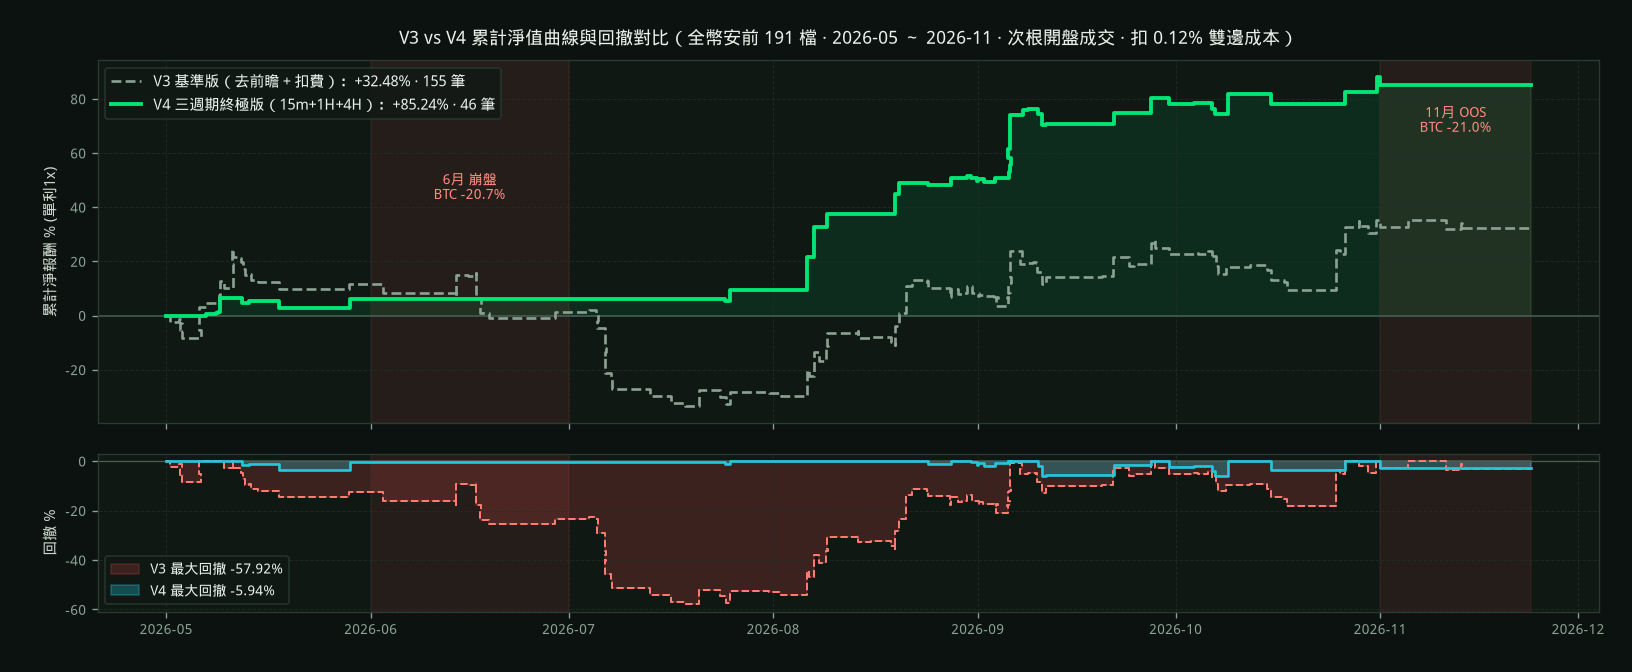 V3 vs V4 累計淨值曲線與回撤對比 ( 全幣安前 191 檔 · 2026-05 ~ 2026-11 · 次根開盤成交 · 扣 0.12% 雙邊成本 )
V3 基準版 ( 去前瞻 + 扣費 ) : +32.48% · 155 筆
V4 三週期終極版 ( 15m+1H+4H ) : +85.24% · 46 筆
累計淨報酬 % (單利1x)
80
60
40
20
0
-20
6月 崩盤
BTC -20.7%
11月 OOS
BTC -21.0%
回撤 %
0
-20
-40
-60
V3 最大回撤 -57.92%
V4 最大回撤 -5.94%
2026-05 2026-06 2026-07 2026-08 2026-09 2026-10 2026-11 2026-12